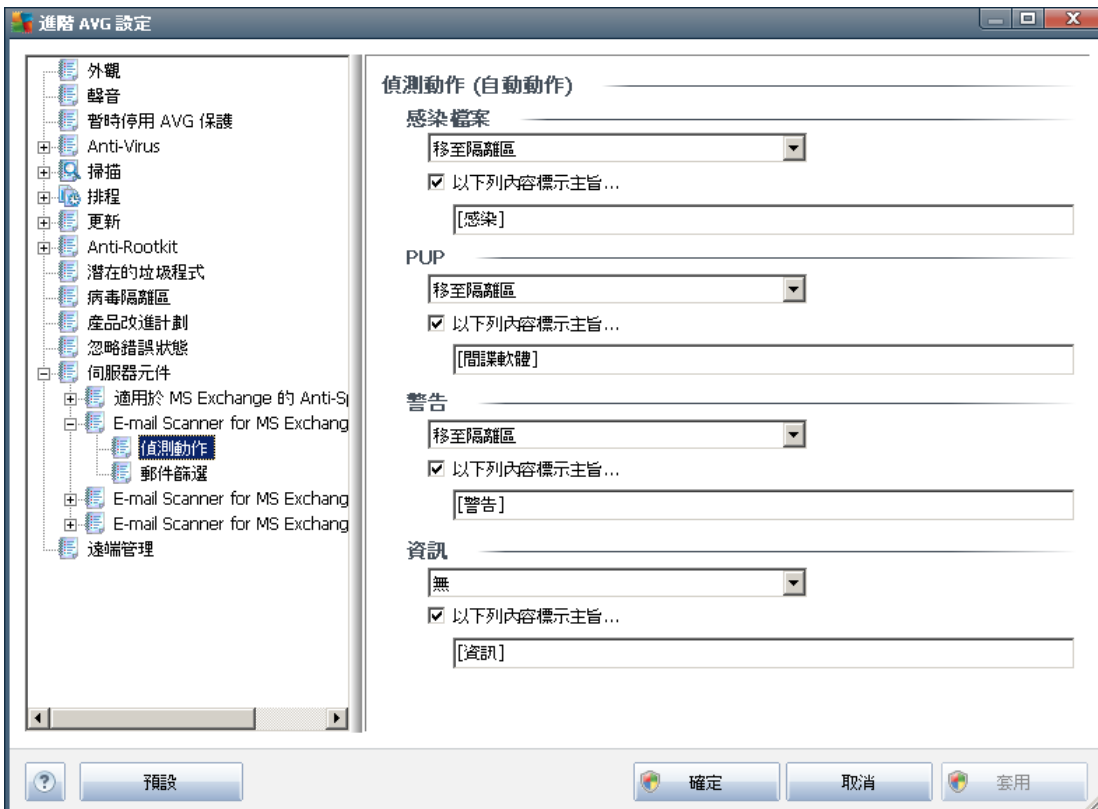 進階 AVG 設定
外觀
聲音
暫時停用 AVG 保護
Anti-Virus
掃描
排程
更新
Anti-Rootkit
潛在的垃圾程式
病毒隔離區
產品改進計劃
忽略錯誤狀態
伺服器元件
適用於 MS Exchange 的 Anti-Sp
E-mail Scanner for MS Exchang
偵測動作
郵件篩選
E-mail Scanner for MS Exchang
E-mail Scanner for MS Exchang
遠端管理
偵測動作 (自動動作)
感染檔案
移至隔離區
以下列內容標示主旨...
[感染]
PUP
移至隔離區
以下列內容標示主旨...
[間諜軟體]
警告
移至隔離區
以下列內容標示主旨...
[警告]
資訊
無
以下列內容標示主旨...
[資訊]
預設
確定
取消
套用